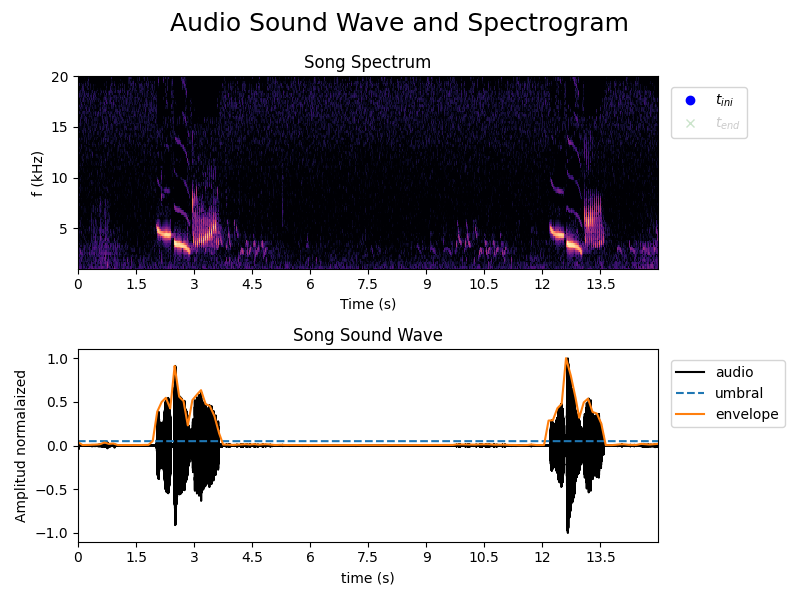 Audio Sound Wave and Spectrogram
Song Spectrum
20
15
10
5
f (kHz)
0 1.5 3 4.5 6 7.5 9 10.5 12 13.5
Time (s)
t_ini
t_end
Song Sound Wave
1.0
0.5
0.0
−0.5
−1.0
Amplitud normalaized
0 1.5 3 4.5 6 7.5 9 10.5 12 13.5
time (s)
audio
umbral
envelope